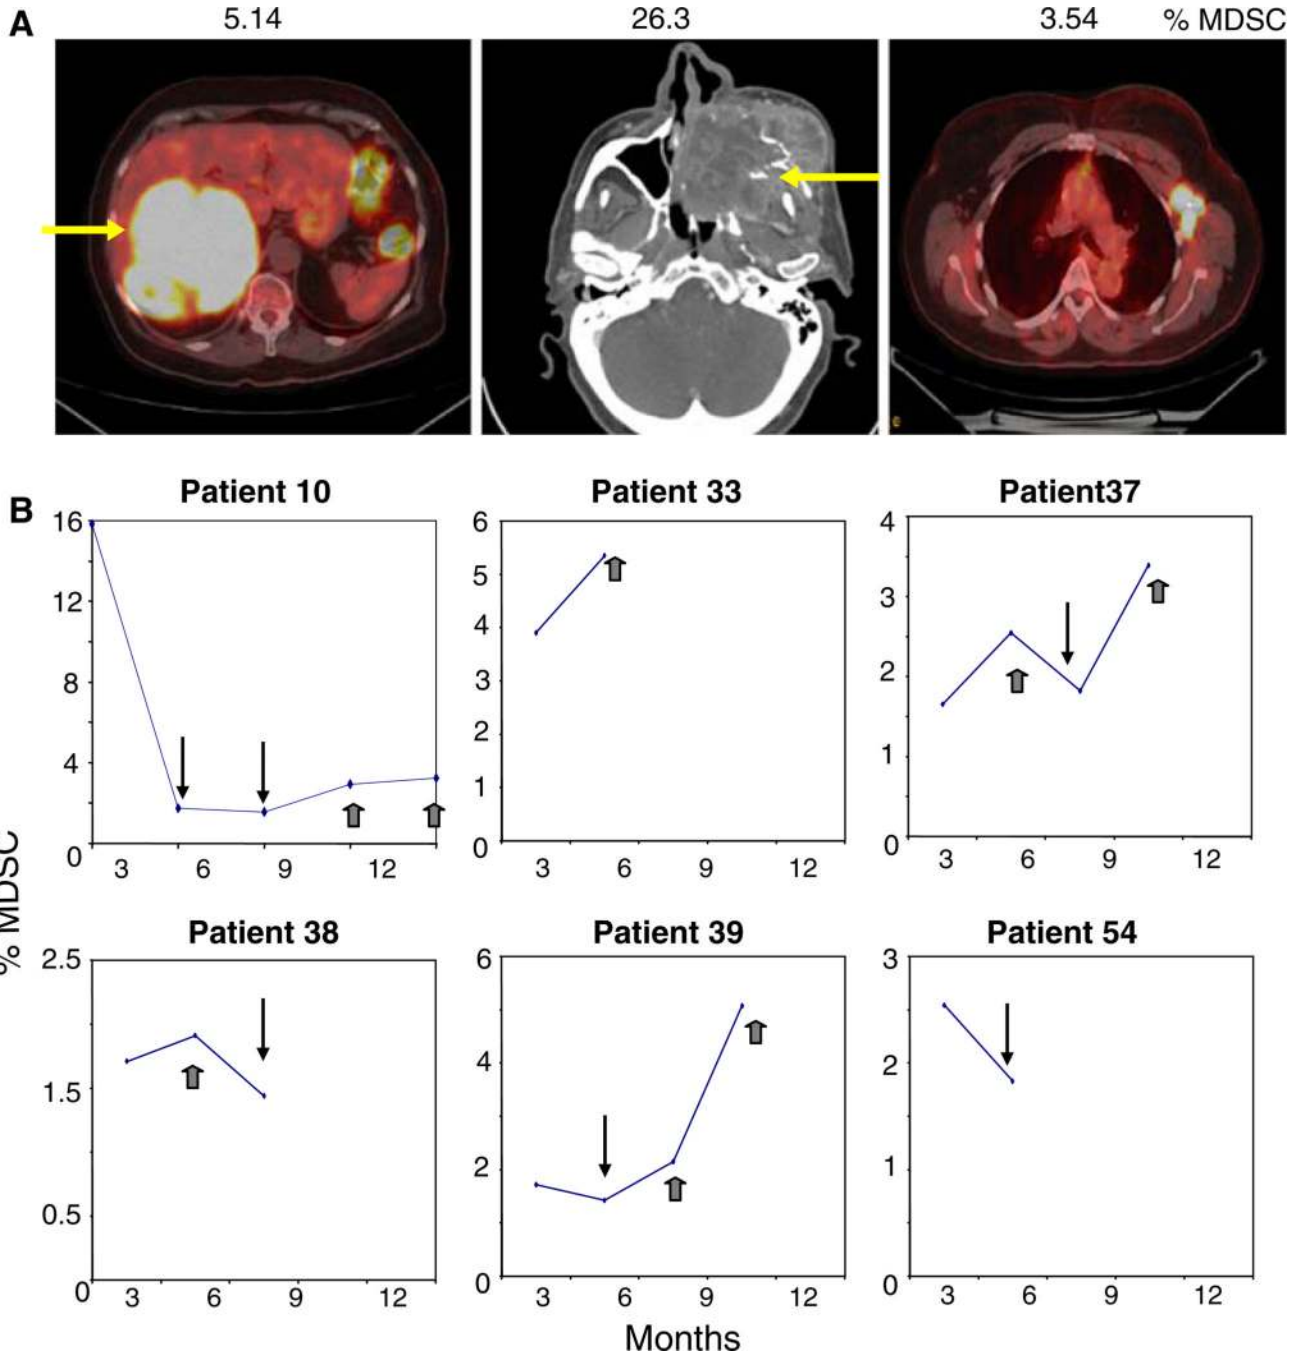 A 5.14 26.3 3.54 % MDSC
B Patient 10 Patient 33 Patient37
16 12 8 4 0
3 6 9 12
6 5 4 3 2 1 0
3 6 9 12
4 3 2 1 0
3 6 9 12
% MDSC
Patient 38 Patient 39 Patient 54
2.5 1.5 0.5 0
3 6 9 12
6 4 2 0
3 6 9 12
3 2 1 0
3 6 9 12
Months